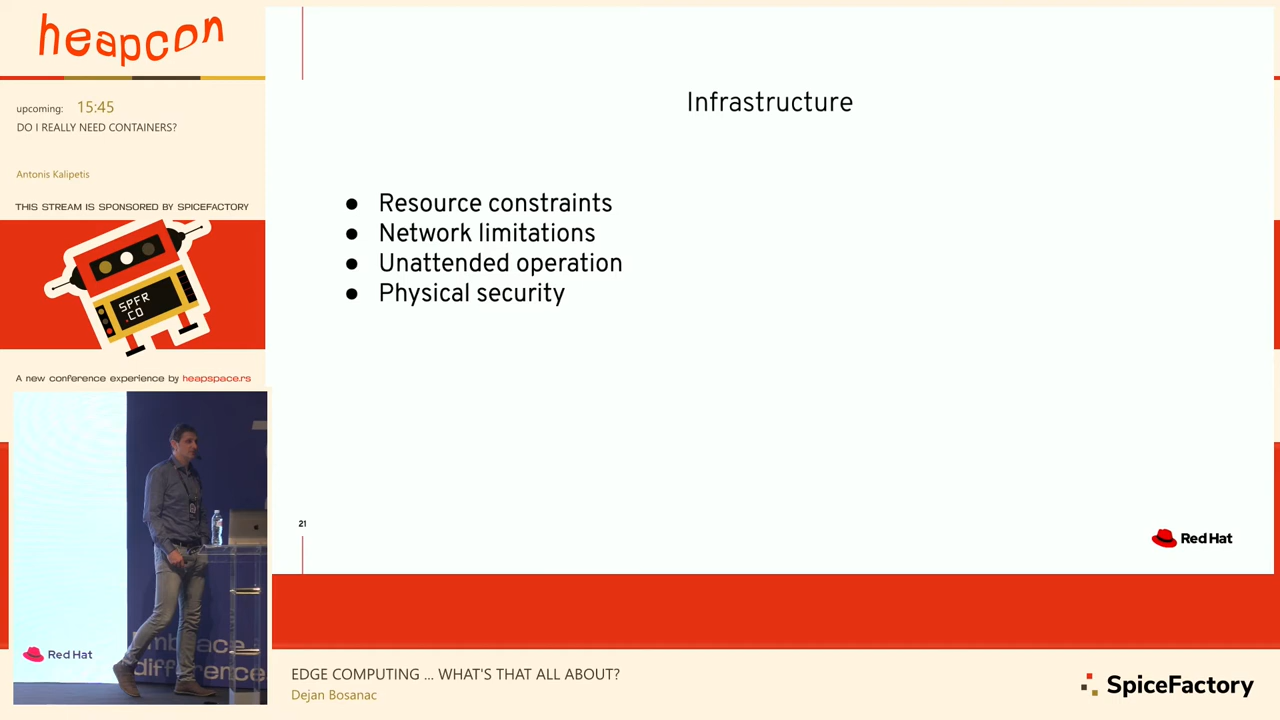 heapcon
upcoming: 15:45
DO I REALLY NEED CONTAINERS?
Antonis Kalipetis
THIS STREAM IS SPONSORED BY SPICEFACTORY
SPFR
.CO
A new conference experience by heapspace.rs
Red Hat
embrace
difference
Infrastructure
● Resource constraints
● Network limitations
● Unattended operation
● Physical security
21
Red Hat
EDGE COMPUTING ... WHAT'S THAT ALL ABOUT?
Dejan Bosanac
SpiceFactory